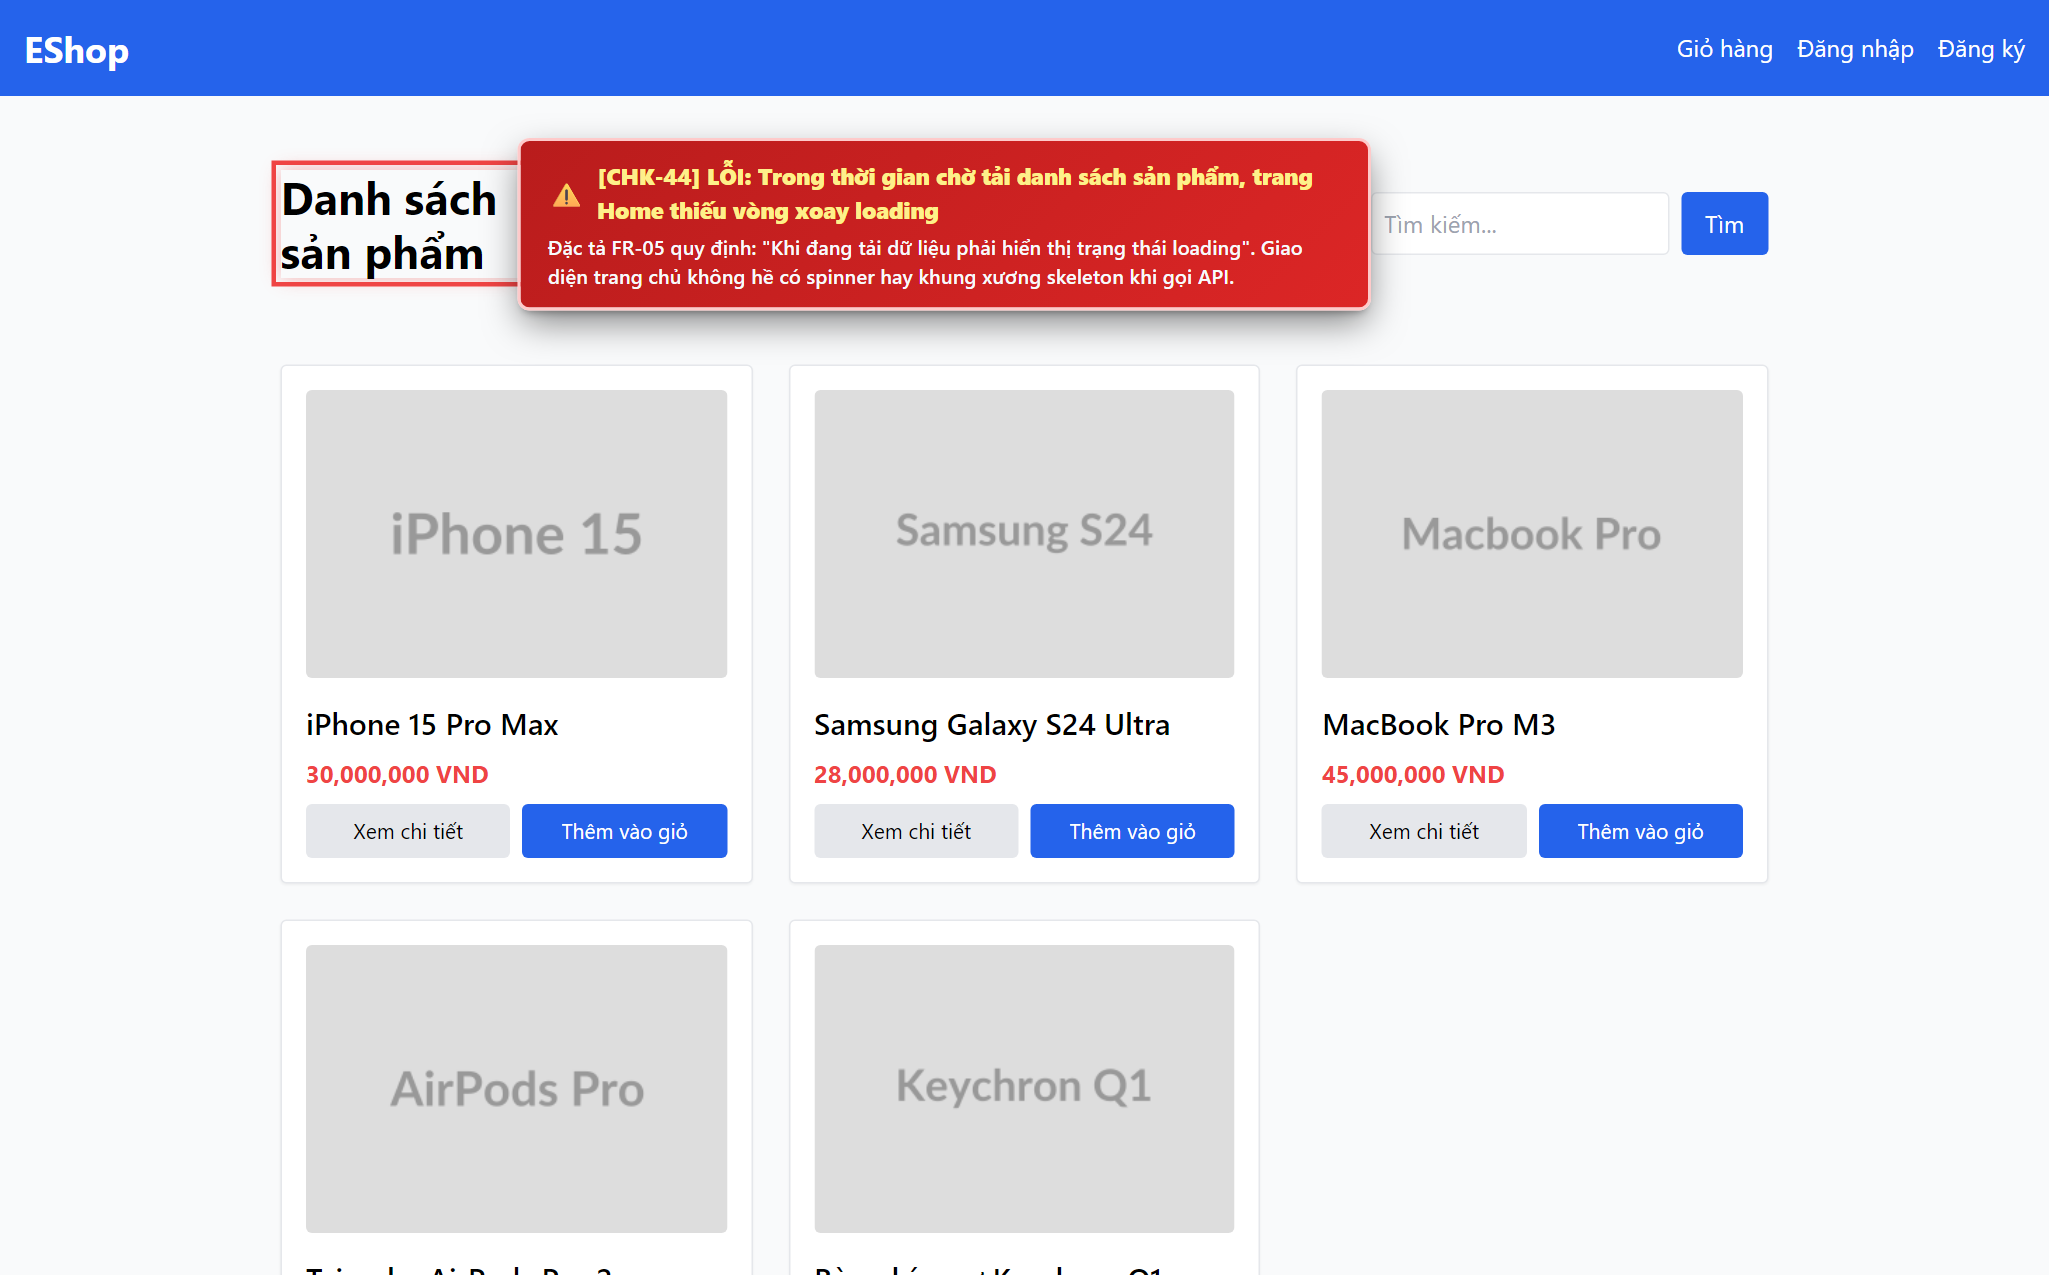 EShop
Giỏ hàng
Đăng nhập
Đăng ký
Danh sách
sản phẩm
[CHK-44] LỖI: Trong thời gian chờ tải danh sách sản phẩm, trang
Home thiếu vòng xoay loading
Đặc tả FR-05 quy định: "Khi đang tải dữ liệu phải hiển thị trạng thái loading". Giao
diện trang chủ không hề có spinner hay khung xương skeleton khi gọi API.
Tìm kiếm...
Tìm
iPhone 15
Samsung S24
Macbook Pro
iPhone 15 Pro Max
Samsung Galaxy S24 Ultra
MacBook Pro M3
30,000,000 VND
28,000,000 VND
45,000,000 VND
Xem chi tiết
Thêm vào giỏ
Xem chi tiết
Thêm vào giỏ
Xem chi tiết
Thêm vào giỏ
AirPods Pro
Keychron Q1